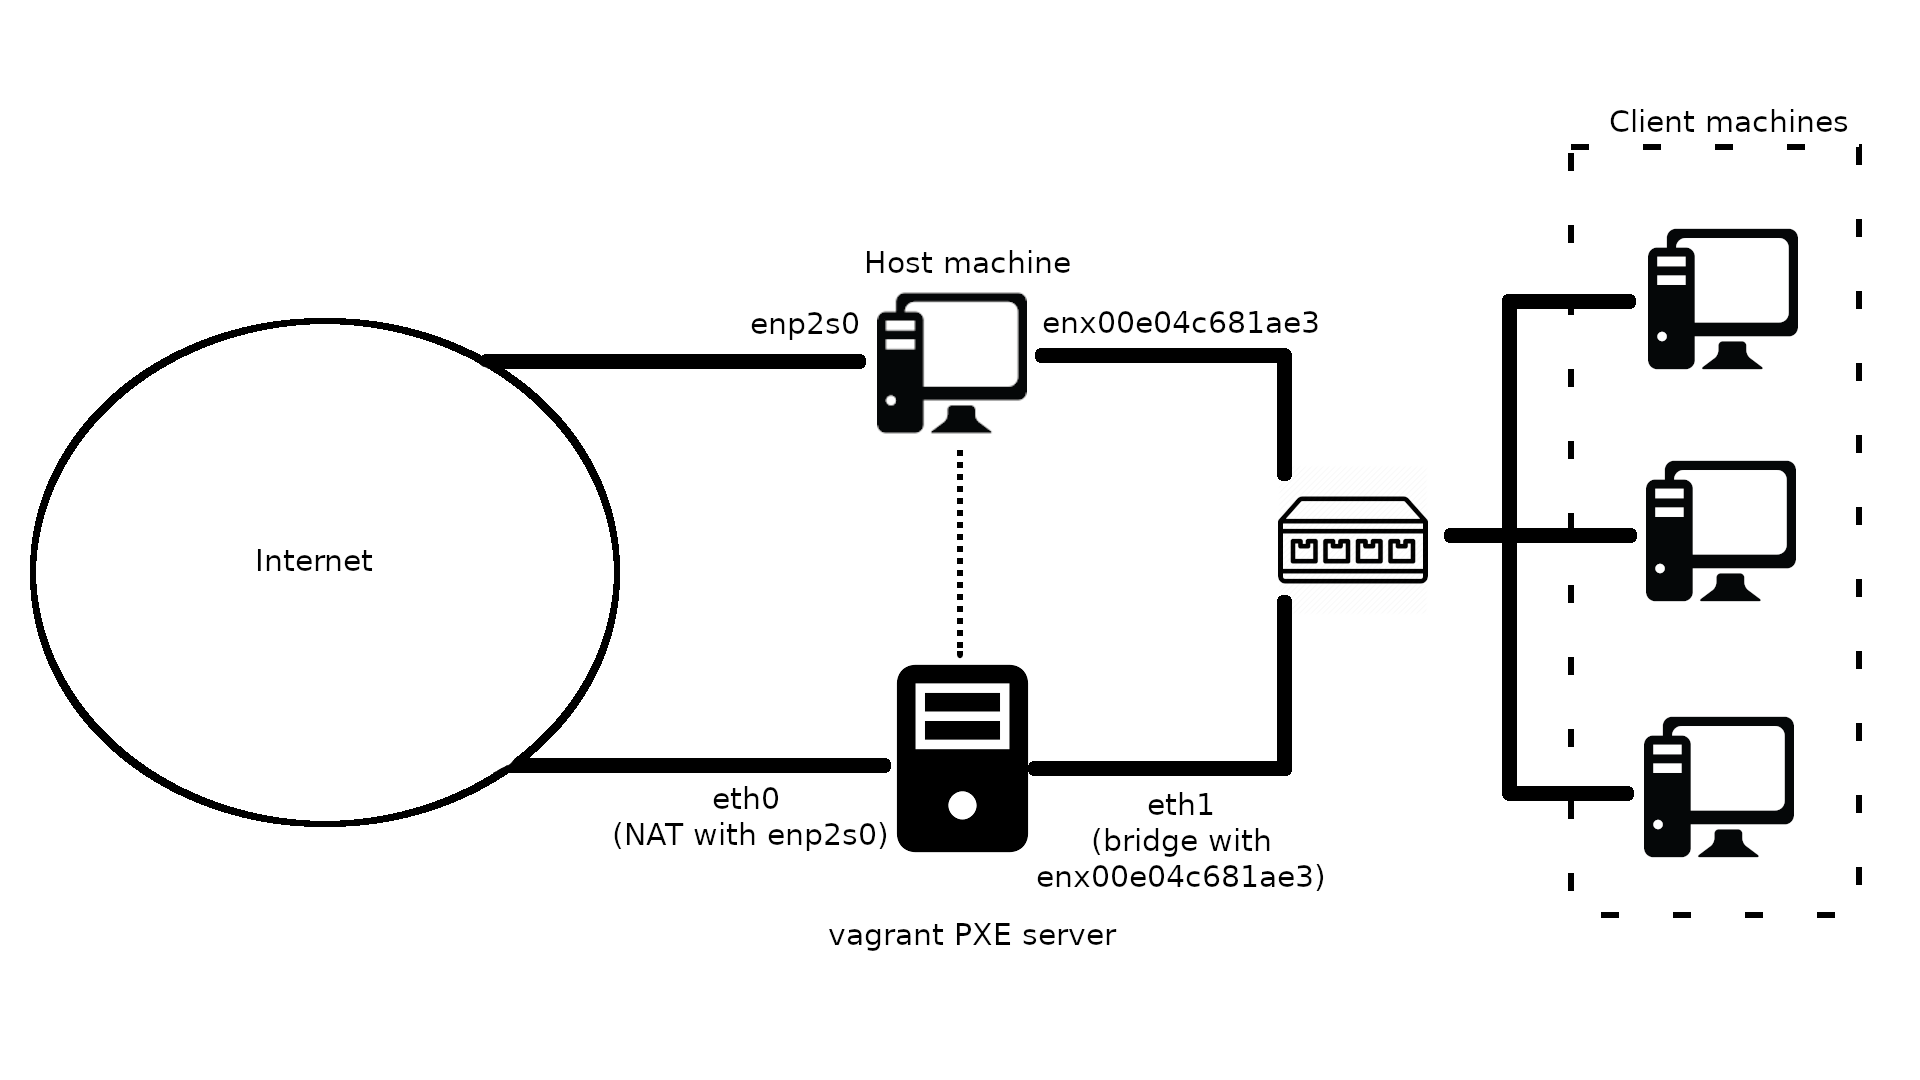 Client machines
Host machine
enp2s0
enx00e04c681ae3
Internet
eth0
(NAT with enp2s0)
eth1
(bridge with
enx00e04c681ae3)
vagrant PXE server